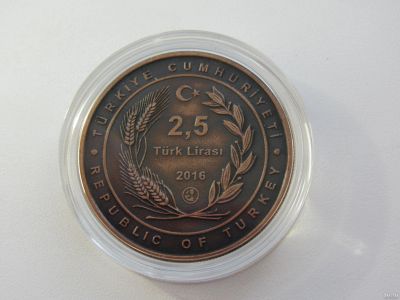 TÜRKİYE CUMHURİYETİ
2,5
Türk Lirası
2016
REPUBLIC OF TURKEY